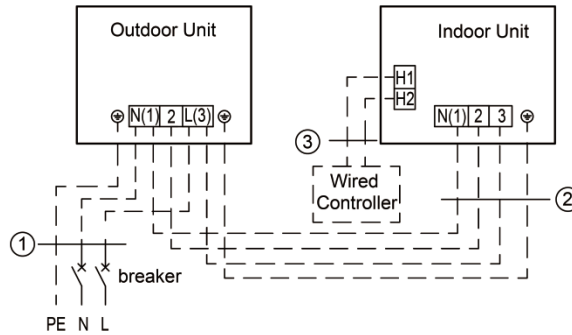 Outdoor Unit
N(1) 2 L(3)
Indoor Unit
H1
H2
N(1) 2 3
3
Wired
Controller
2
1
breaker
PE N L